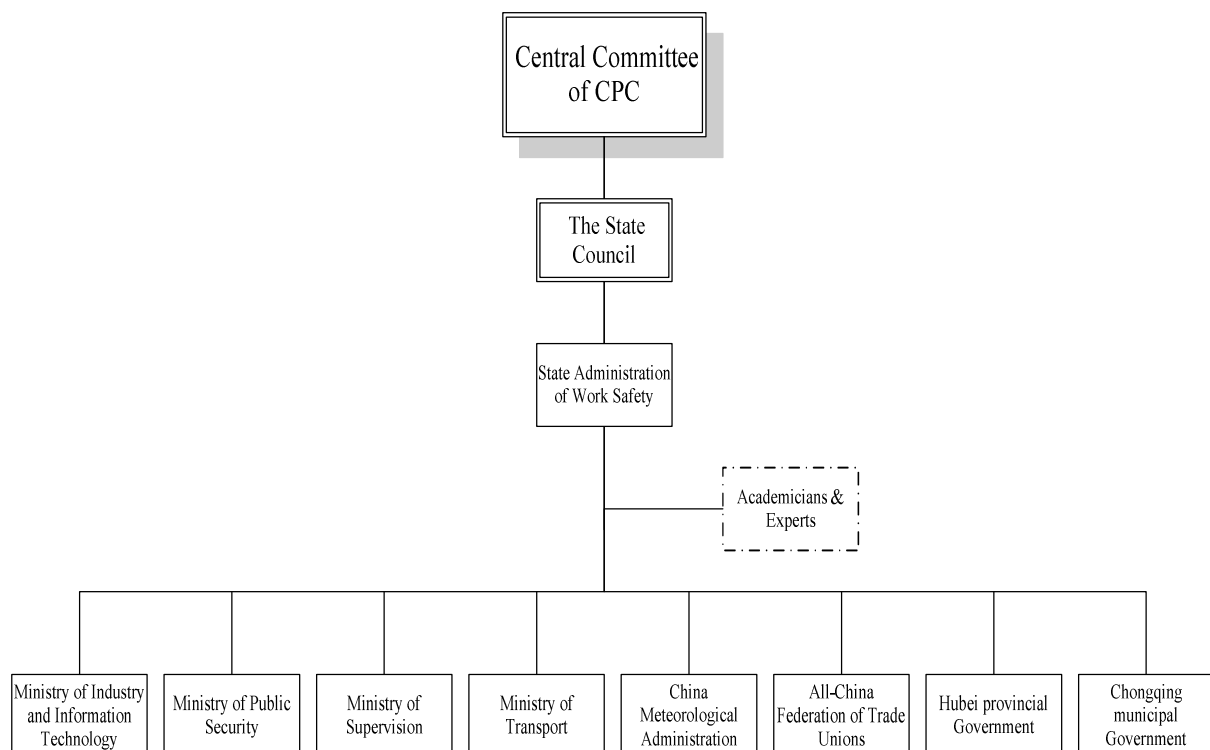 Central Committee
of CPC
The State
Council
State Administration
of Work Safety
Academicians &
Experts
Ministry of Industry
and Information
Technology
Ministry of Public
Security
Ministry of
Supervision
Ministry of
Transport
China
Meteorological
Administration
All-China
Federation of Trade
Unions
Hubei provincial
Government
Chongqing
municipal
Government